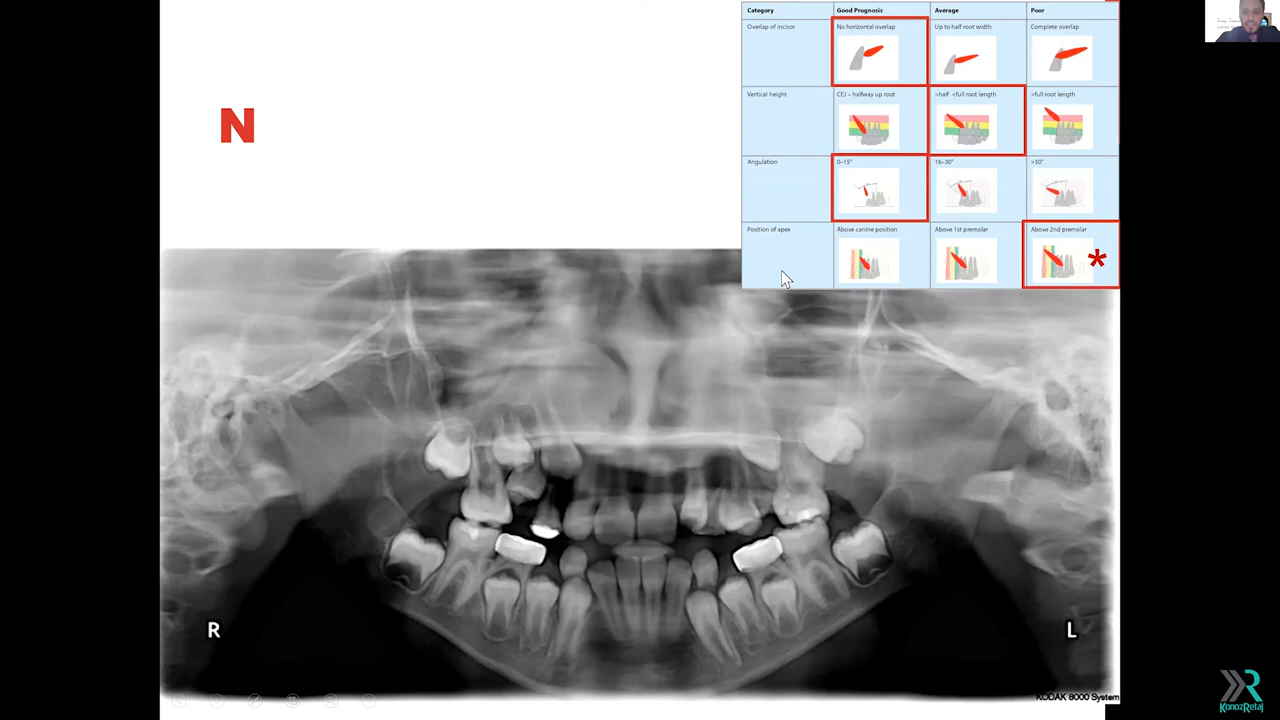 Category Good Prognosis Average Poor
Overlap of incisor No horizontal overlap Up to half root width Complete overlap
Vertical height CEJ – halfway up root >half <full root length >full root length
Angulation 0–15° 16–30° >30°
Position of apex Above canine position Above 1st premolar Above 2nd premolar
*
N
R L
KODAK 8000 System
KonozRetaj